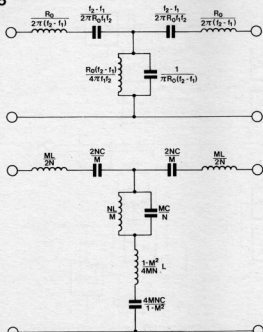 R₀/2π(f₂-f₁)
f₂-f₁/2πR₀f₁f₂
f₂-f₁/2πR₀f₁f₂
R₀/2π(f₂-f₁)
R₀(f₂-f₁)/4πf₁f₂
1/πR₀(f₂-f₁)
ML/2N
2NC/M
2NC/M
ML/2N
NL/M
MC/N
1-M²/4MN .L
4MNC/1-M²